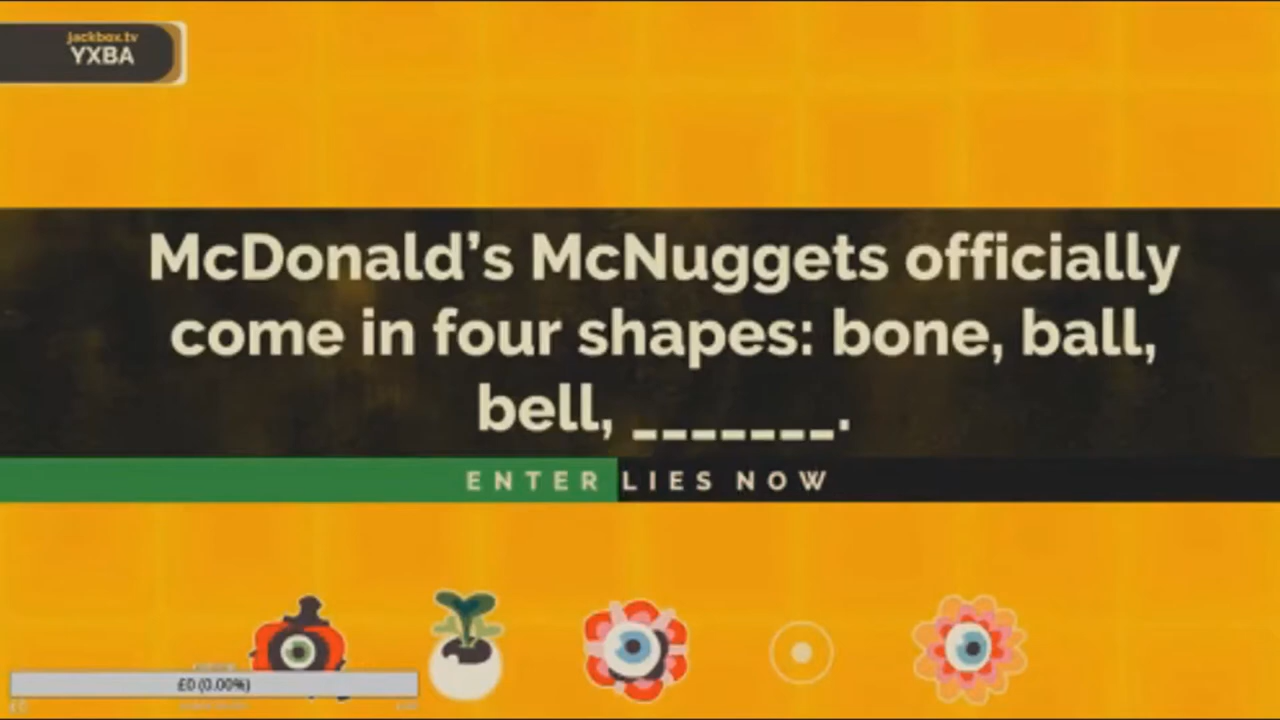 jackbox.tv
YXBA
McDonald’s McNuggets officially
come in four shapes: bone, ball,
bell, _______.
ENTER LIES NOW
£0 (0.00%)